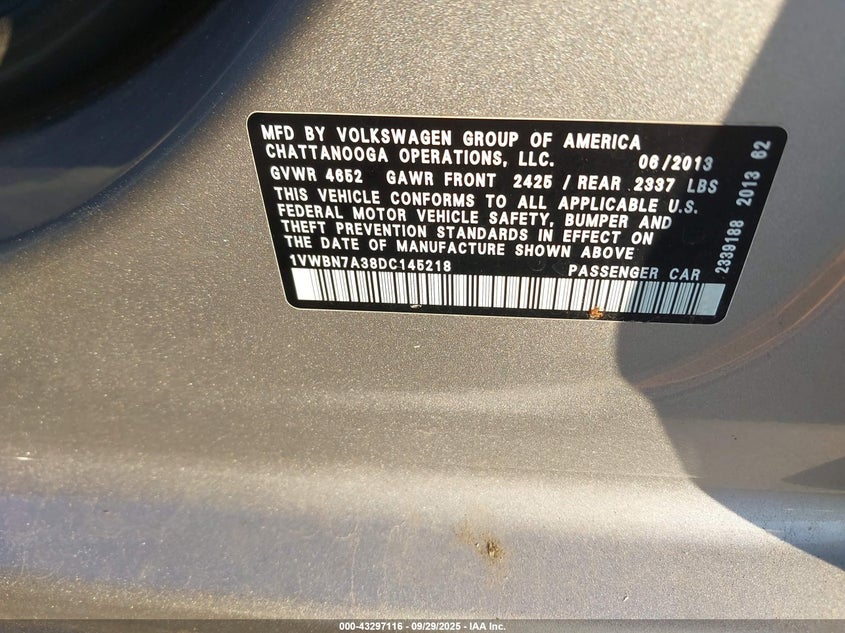 MFD BY VOLKSWAGEN GROUP OF AMERICA
CHATTANOOGA OPERATIONS, LLC. 06/2013
GVWR 4652 GAWR FRONT 2425 / REAR 2337 LBS
THIS VEHICLE CONFORMS TO ALL APPLICABLE U.S.
FEDERAL MOTOR VEHICLE SAFETY, BUMPER AND
THEFT PREVENTION STANDARDS IN EFFECT ON
THE DATE OF MANUFACTURE SHOWN ABOVE
1VWBN7A38DC145218 PASSENGER CAR
2339188 2013 62
000-43297116 - 09/29/2025 - IAA Inc.